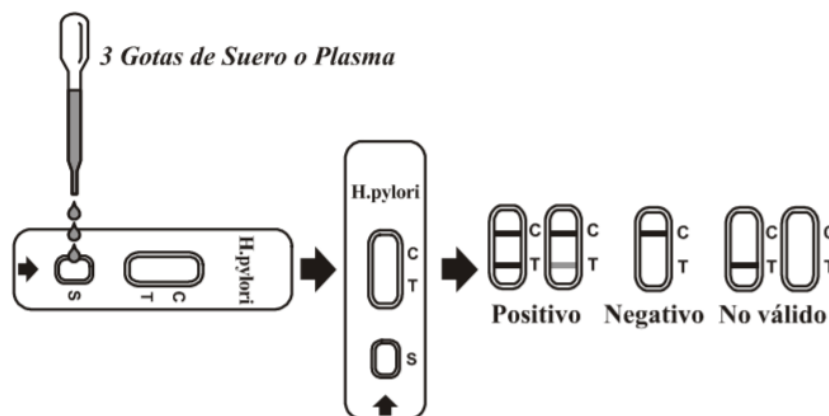 3 Gotas de Suero o Plasma
H.pylori
S
T
C
H.pylori
C
T
S
C
T
C
T
C
T
C
T
C
T
Positivo
Negativo
No válido